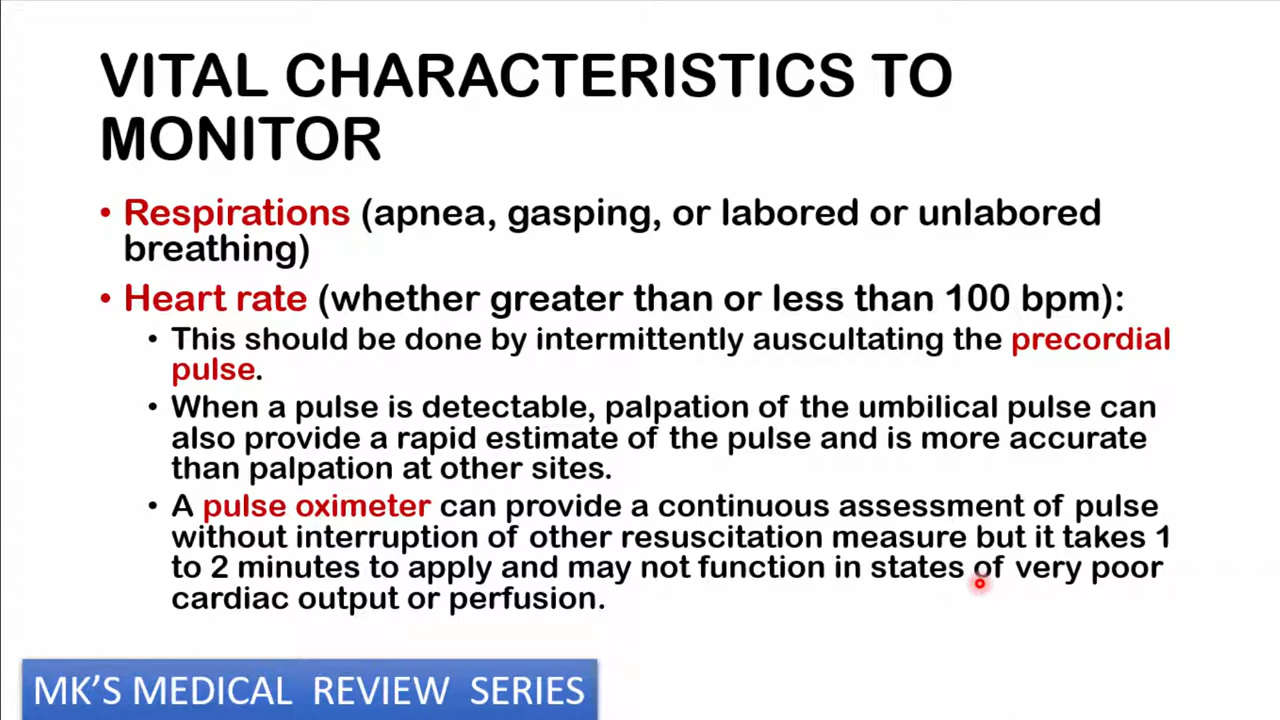 VITAL CHARACTERISTICS TO
MONITOR
• Respirations (apnea, gasping, or labored or unlabored
breathing)
• Heart rate (whether greater than or less than 100 bpm):
• This should be done by intermittently auscultating the precordial
pulse.
• When a pulse is detectable, palpation of the umbilical pulse can
also provide a rapid estimate of the pulse and is more accurate
than palpation at other sites.
• A pulse oximeter can provide a continuous assessment of pulse
without interruption of other resuscitation measure but it takes 1
to 2 minutes to apply and may not function in states of very poor
cardiac output or perfusion.
MK'S MEDICAL REVIEW SERIES